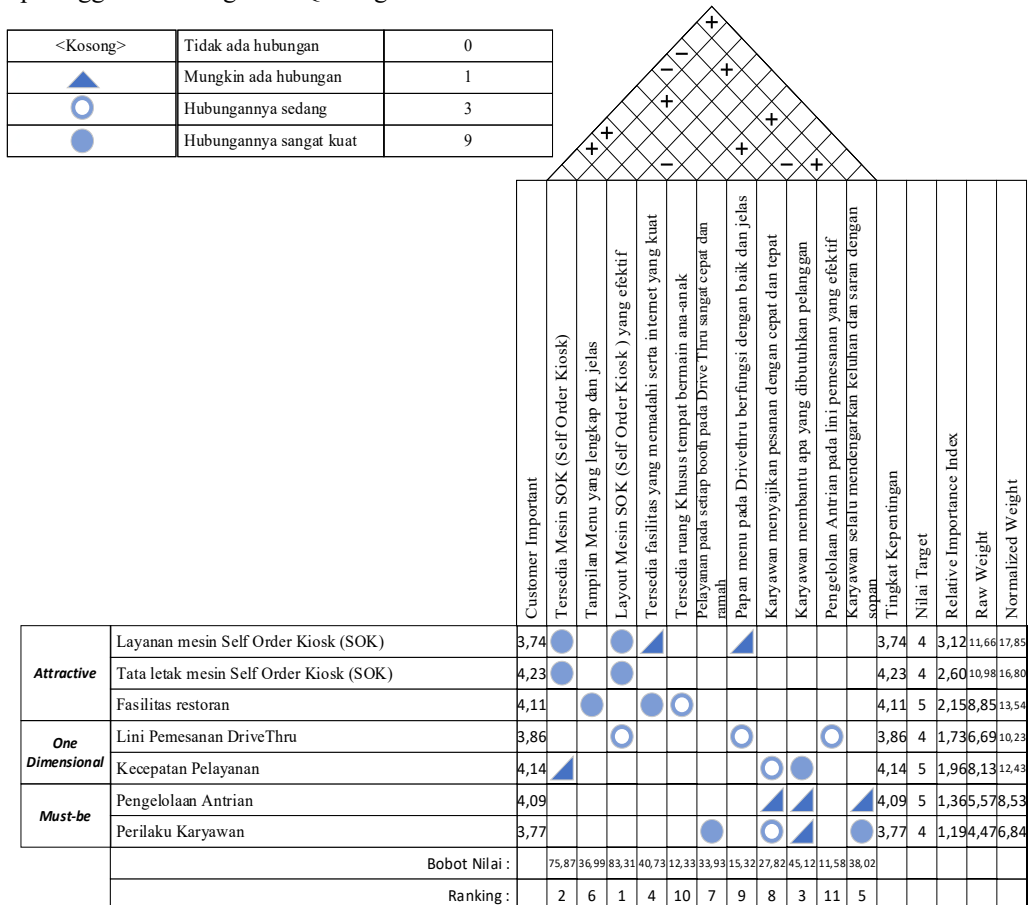 <Kosong> Tidak ada hubungan 0
Mungkin ada hubungan 1
Hubungannya sedang 3
Hubungannya sangat kuat 9
+
− +
−
+ +
+ + +
− − +
Customer Important
Tersedia Mesin SOK (Self Order Kiosk)
Tampilan Menu yang lengkap dan jelas
Layout Mesin SOK (Self Order Kiosk ) yang efektif
Tersedia fasilitas yang memadahi serta internet yang kuat
Tersedia ruang Khusus tempat bermain ana-anak
Pelayanan pada setiap booth pada Drive Thru sangat cepat dan
ramah
Papan menu pada Drivethru berfungsi dengan baik dan jelas
Karyawan menyajikan pesanan dengan cepat dan tepat
Karyawan membantu apa yang dibutuhkan pelanggan
Pengelolaan Antrian pada lini pemesanan yang efektif
Karyawan selalu mendengarkan keluhan dan saran dengan
sopan
Tingkat Kepentingan
Nilai Target
Relative Importance Index
Raw Weight
Normalized Weight
Attractive
Layanan mesin Self Order Kiosk (SOK) 3,74 3,74 4 3,12 11,66 17,85
Tata letak mesin Self Order Kiosk (SOK) 4,23 4,23 4 2,60 10,98 16,80
Fasilitas restoran 4,11 4,11 5 2,15 8,85 13,54
One
Dimensional
Lini Pemesanan DriveThru 3,86 3,86 4 1,73 6,69 10,23
Kecepatan Pelayanan 4,14 4,14 5 1,96 8,13 12,43
Must-be
Pengelolaan Antrian 4,09 4,09 5 1,36 5,57 8,53
Perilaku Karyawan 3,77 3,77 4 1,19 4,47 6,84
Bobot Nilai : 75,87 36,99 83,31 40,73 12,33 33,93 15,32 27,82 45,12 11,58 38,02
Ranking : 2 6 1 4 10 7 9 8 3 11 5